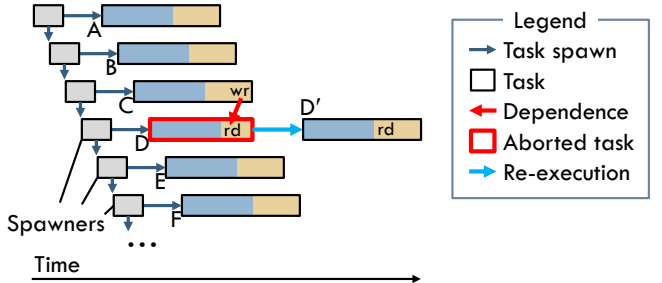 A
B
C
wr
D
rd
D′
rd
E
F
Spawners
...
Time
Legend
Task spawn
Task
Dependence
Aborted task
Re-execution